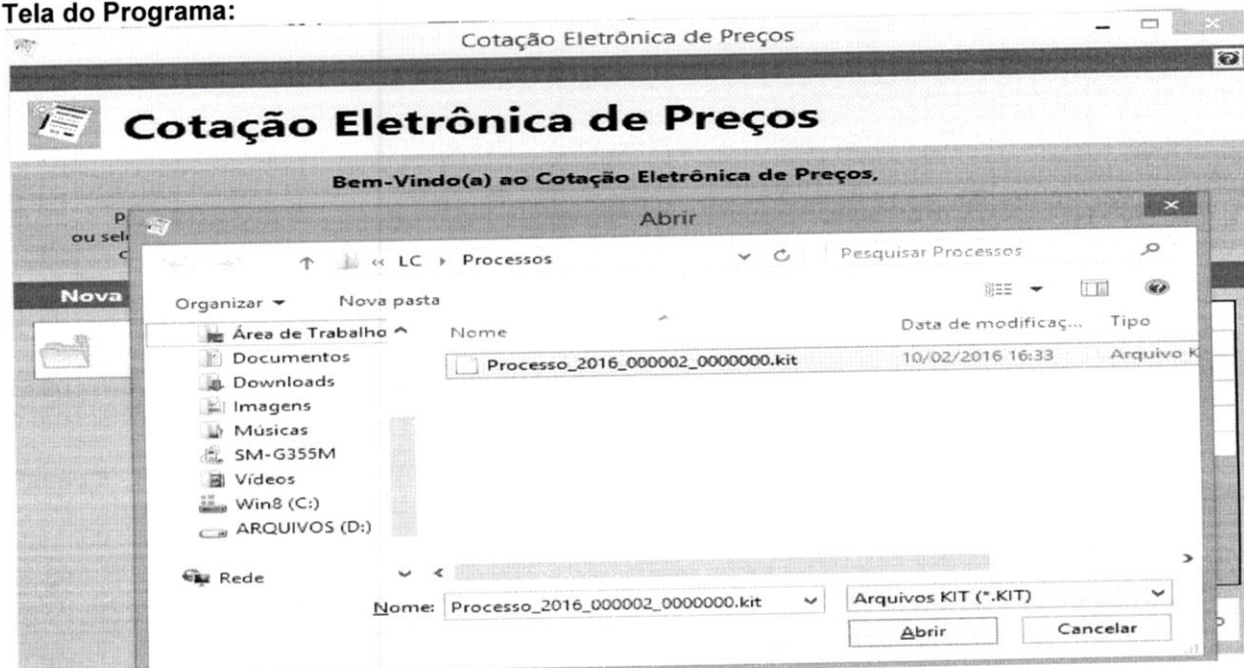 Tela do Programa:
Cotação Eletrônica de Preços
Cotação Eletrônica de Preços
Bem-Vindo(a) ao Cotação Eletrônica de Preços,
ou
Abrir
« LC Processos
Pesquisar Processos
Nova
Organizar
Nova pasta
Área de Trabalho
Documentos
Downloads
Imagens
Músicas
SM-G355M
Vídeos
Win8 (C:)
ARQUIVOS (D:)
Rede
Nome
Data de modificaç...
Tipo
Processo_2016_000002_0000000.kit
10/02/2016 16:33
Arquivo K
Nome: Processo_2016_000002_0000000.kit
Arquivos KIT (*.KIT)
Abrir
Cancelar